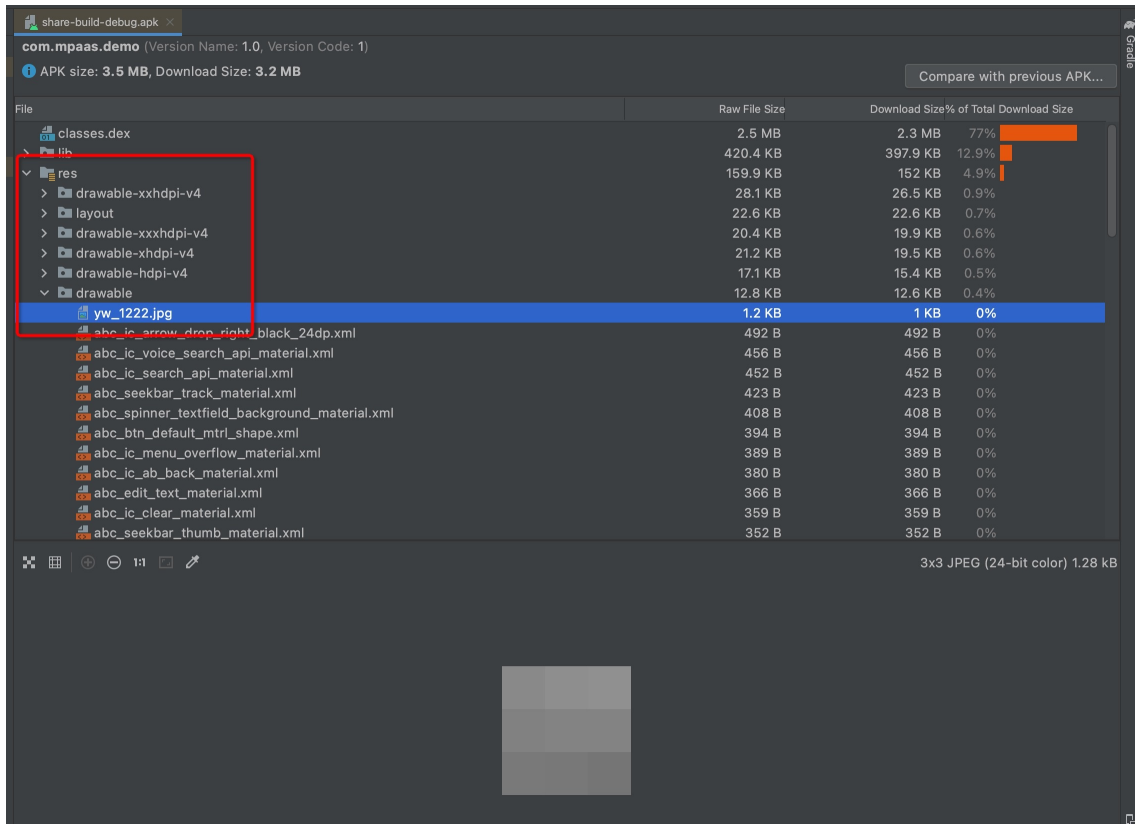 share-build-debug.apk
com.mpaas.demo (Version Name: 1.0, Version Code: 1)
APK size: 3.5 MB, Download Size: 3.2 MB
Compare with previous APK...
Gradle
File Raw File Size Download Size % of Total Download Size
classes.dex 2.5 MB 2.3 MB 77%
lib 420.4 KB 397.9 KB 12.9%
res 159.9 KB 152 KB 4.9%
drawable-xxhdpi-v4 28.1 KB 26.5 KB 0.9%
layout 22.6 KB 22.6 KB 0.7%
drawable-xxxhdpi-v4 20.4 KB 19.9 KB 0.6%
drawable-xhdpi-v4 21.2 KB 19.5 KB 0.6%
drawable-hdpi-v4 17.1 KB 15.4 KB 0.5%
drawable 12.8 KB 12.6 KB 0.4%
yw_1222.jpg 1.2 KB 1 KB 0%
abc_ic_arrow_drop_right_black_24dp.xml 492 B 492 B 0%
abc_ic_voice_search_api_material.xml 456 B 456 B 0%
abc_ic_search_api_material.xml 452 B 452 B 0%
abc_seekbar_track_material.xml 423 B 423 B 0%
abc_spinner_textfield_background_material.xml 408 B 408 B 0%
abc_btn_default_mtrl_shape.xml 394 B 394 B 0%
abc_ic_menu_overflow_material.xml 389 B 389 B 0%
abc_ic_ab_back_material.xml 380 B 380 B 0%
abc_edit_text_material.xml 366 B 366 B 0%
abc_ic_clear_material.xml 359 B 359 B 0%
abc_seekbar_thumb_material.xml 352 B 352 B 0%
1:1
3x3 JPEG (24-bit color) 1.28 kB